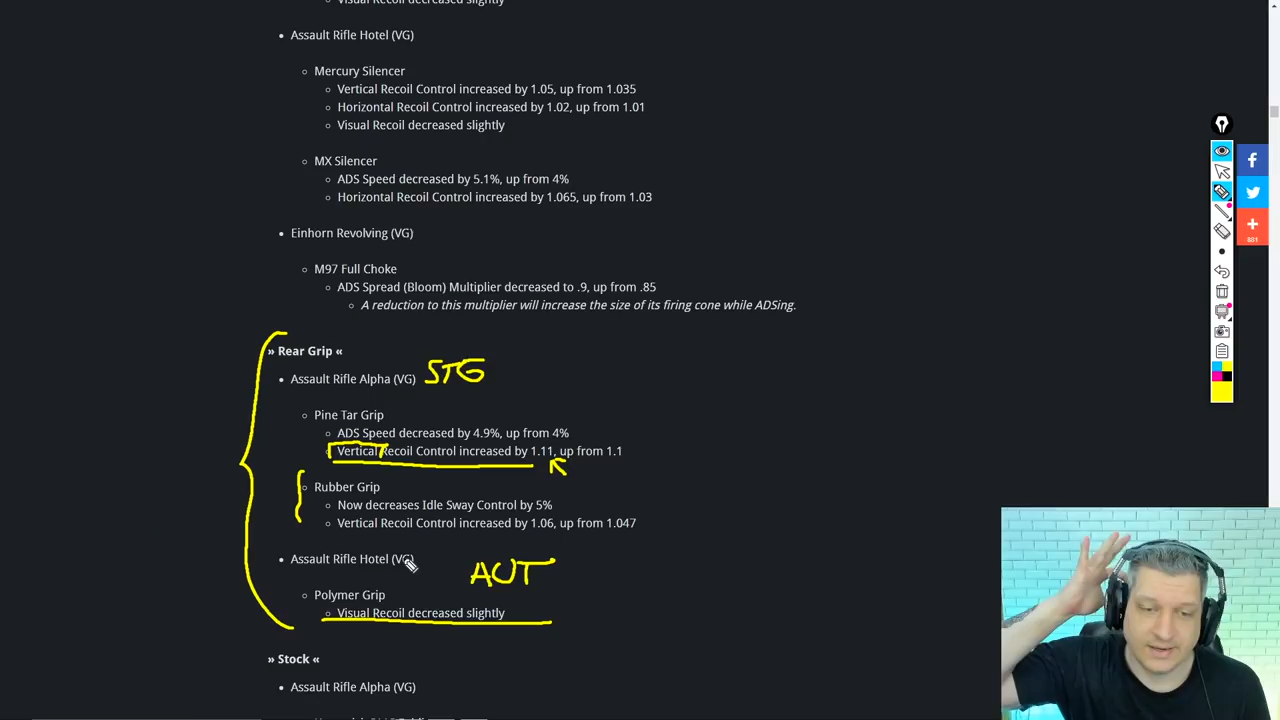 Assault Rifle Hotel (VG)
Mercury Silencer
Vertical Recoil Control increased by 1.05, up from 1.035
Horizontal Recoil Control increased by 1.02, up from 1.01
Visual Recoil decreased slightly
MX Silencer
ADS Speed decreased by 5.1%, up from 4%
Horizontal Recoil Control increased by 1.065, up from 1.03
Einhorn Revolving (VG)
M97 Full Choke
ADS Spread (Bloom) Multiplier decreased to .9, up from .85
A reduction to this multiplier will increase the size of its firing cone while ADSing.
» Rear Grip «
Assault Rifle Alpha (VG) STG
Pine Tar Grip
ADS Speed decreased by 4.9%, up from 4%
Vertical Recoil Control increased by 1.11, up from 1.1
Rubber Grip
Now decreases Idle Sway Control by 5%
Vertical Recoil Control increased by 1.06, up from 1.047
Assault Rifle Hotel (VG) AUT
Polymer Grip
Visual Recoil decreased slightly
» Stock «
Assault Rifle Alpha (VG)
881